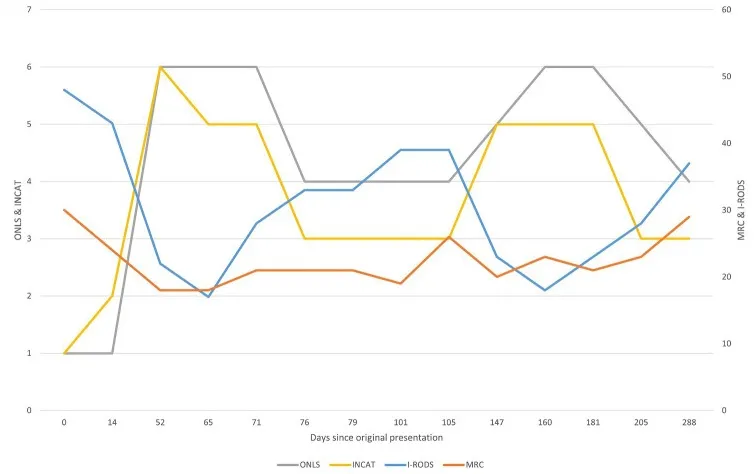 7 60
6 50
5 40
4 30
3 20
2 10
1 0
0
ONLS & INCAT
MRC & I-RODS
0 14 52 65 71 76 79 101 105 147 160 181 205 288
Days since original presentation
ONLS INCAT I-RODS MRC